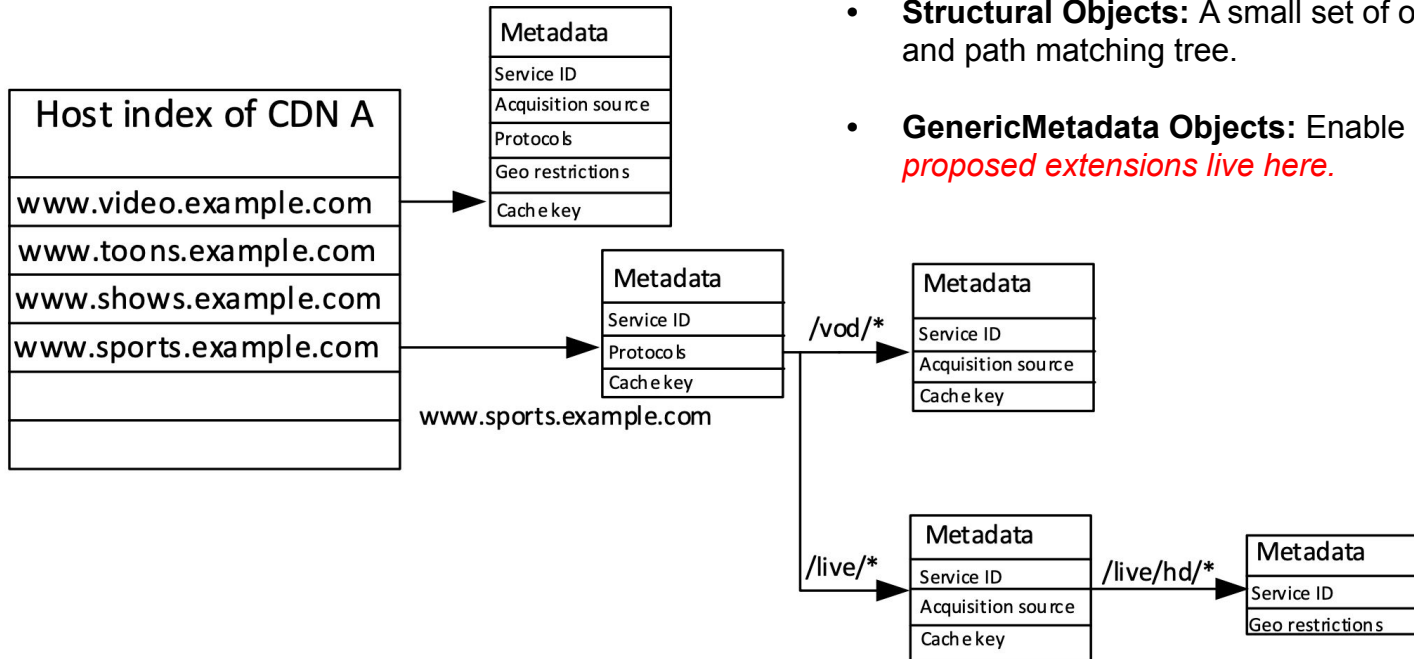 • Structural Objects: A small set of o
and path matching tree.
• GenericMetadata Objects: Enable
proposed extensions live here.
Host index of CDN A
www.video.example.com
www.toons.example.com
www.shows.example.com
www.sports.example.com
Metadata
Service ID
Acquisition source
Protocols
Geo restrictions
Cache key
Metadata
Service ID
Protocols
Cache key
www.sports.example.com
/vod/*
Metadata
Service ID
Acquisition source
Cache key
/live/*
Metadata
Service ID
Acquisition source
Cache key
/live/hd/*
Metadata
Service ID
Geo restrictions